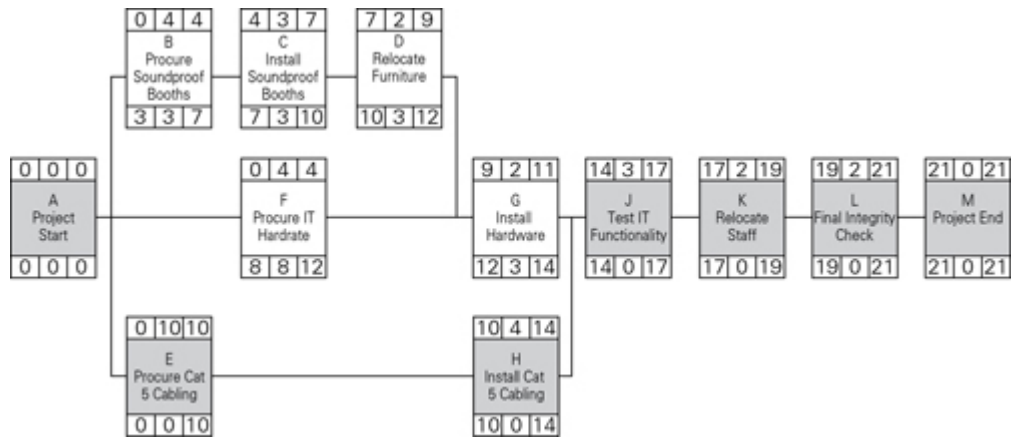 0 4 4
B
Procure
Soundproof
Booths
3 3 7
4 3 7
C
Install
Soundproof
Booths
7 3 10
7 2 9
D
Relocate
Furniture
10 3 12
0 0 0
A
Project
Start
0 0 0
0 4 4
F
Procure IT
Hardrate
8 8 12
9 2 11
G
Install
Hardware
12 3 14
14 3 17
J
Test IT
Functionality
14 0 17
17 2 19
K
Relocate
Staff
17 0 19
19 2 21
L
Final Integrity
Check
19 0 21
21 0 21
M
Project End
21 0 21
0 10 10
E
Procure Cat
5 Cabling
0 0 10
10 4 14
H
Install Cat
5 Cabling
10 0 14